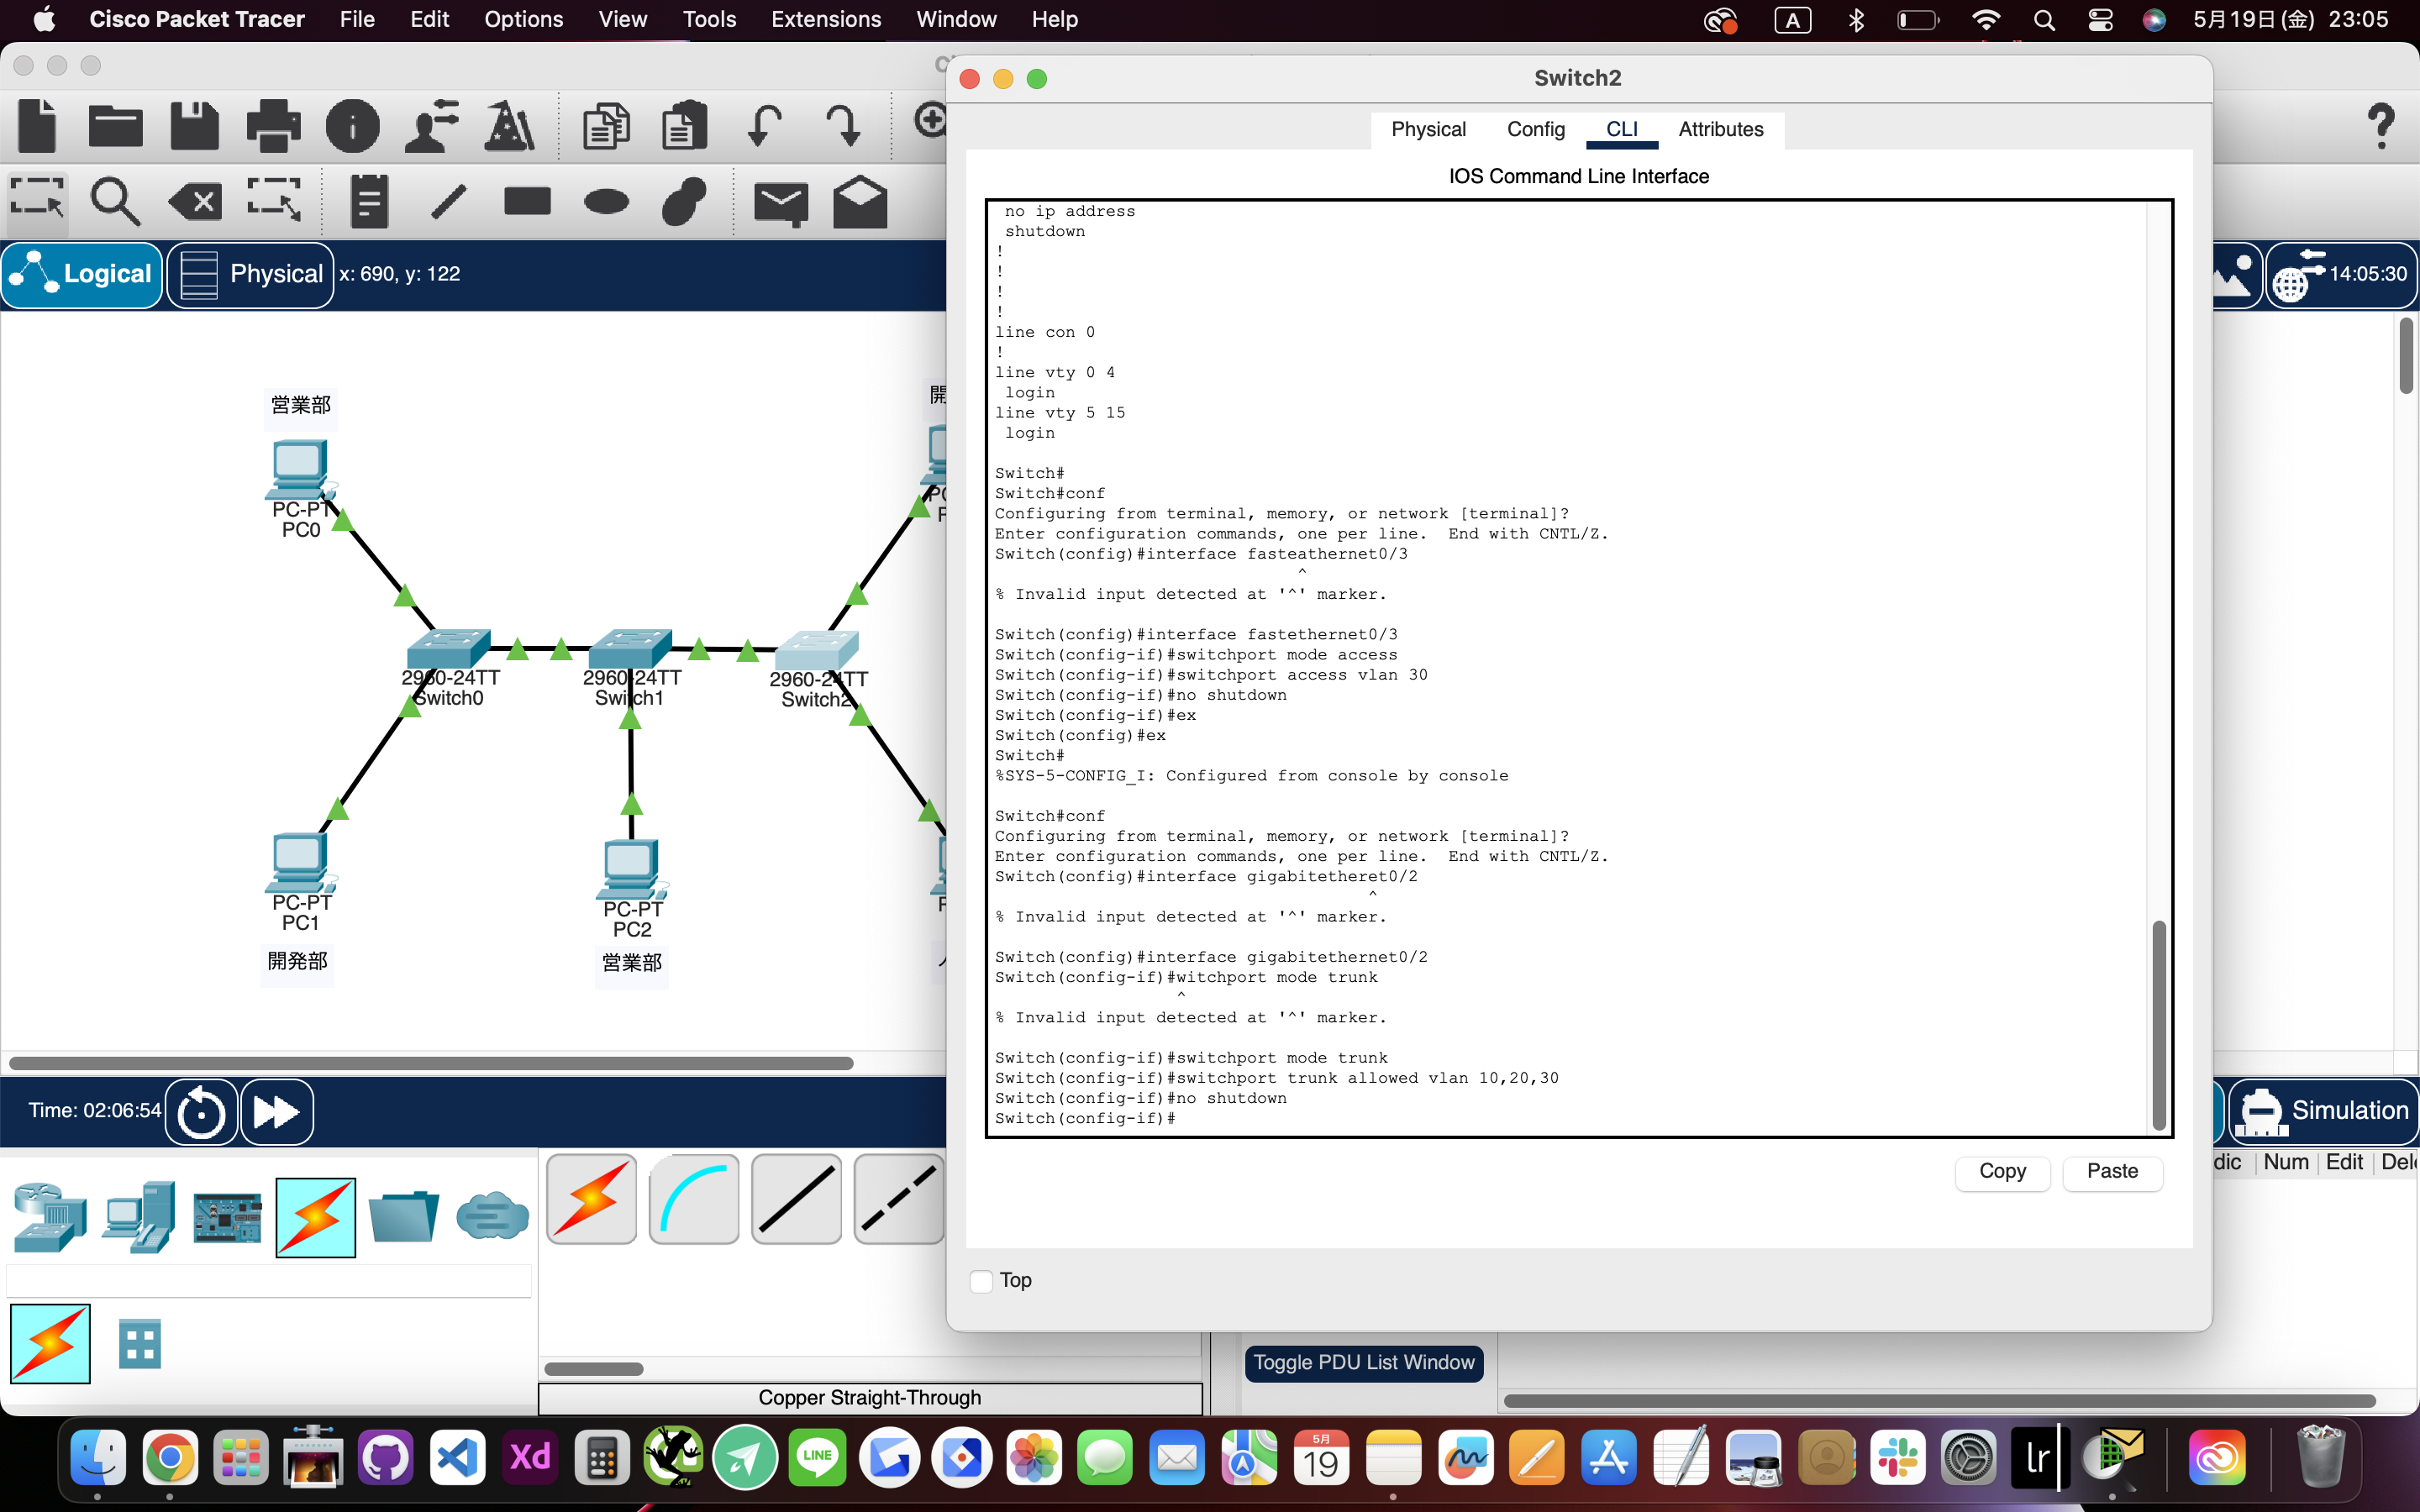 Cisco Packet Tracer File Edit Options View Tools Extensions Window Help
A 5月19日(金) 23:05
Switch2
Physical Config CLI Attributes
IOS Command Line Interface
Logical Physical x: 690, y: 122
14:05:30
no ip address
shutdown
!
!
!
!
line con 0
!
line vty 0 4
login
line vty 5 15
login
Switch#
Switch#conf
Configuring from terminal, memory, or network [terminal]?
Enter configuration commands, one per line. End with CNTL/Z.
Switch(config)#interface fasteathernet0/3
^
% Invalid input detected at '^' marker.
Switch(config)#interface fastethernet0/3
Switch(config-if)#switchport mode access
Switch(config-if)#switchport access vlan 30
Switch(config-if)#no shutdown
Switch(config-if)#ex
Switch(config)#ex
Switch#
%SYS-5-CONFIG_I: Configured from console by console
Switch#conf
Configuring from terminal, memory, or network [terminal]?
Enter configuration commands, one per line. End with CNTL/Z.
Switch(config)#interface gigabitetheret0/2
^
% Invalid input detected at '^' marker.
Switch(config)#interface gigabitethernet0/2
Switch(config-if)#witchport mode trunk
^
% Invalid input detected at '^' marker.
Switch(config-if)#switchport mode trunk
Switch(config-if)#switchport trunk allowed vlan 10,20,30
Switch(config-if)#no shutdown
Switch(config-if)#
Copy Paste
Top
営業部
PC-PT
PC0
開
2960-24TT
Switch0
2960-24TT
Switch1
2960-24TT
Switch2
PC-PT
PC1
開発部
PC-PT
PC2
営業部
Time: 02:06:54
Simulation
dic Num Edit Del
Toggle PDU List Window
Copper Straight-Through
Xd
LINE
5月
19
lr